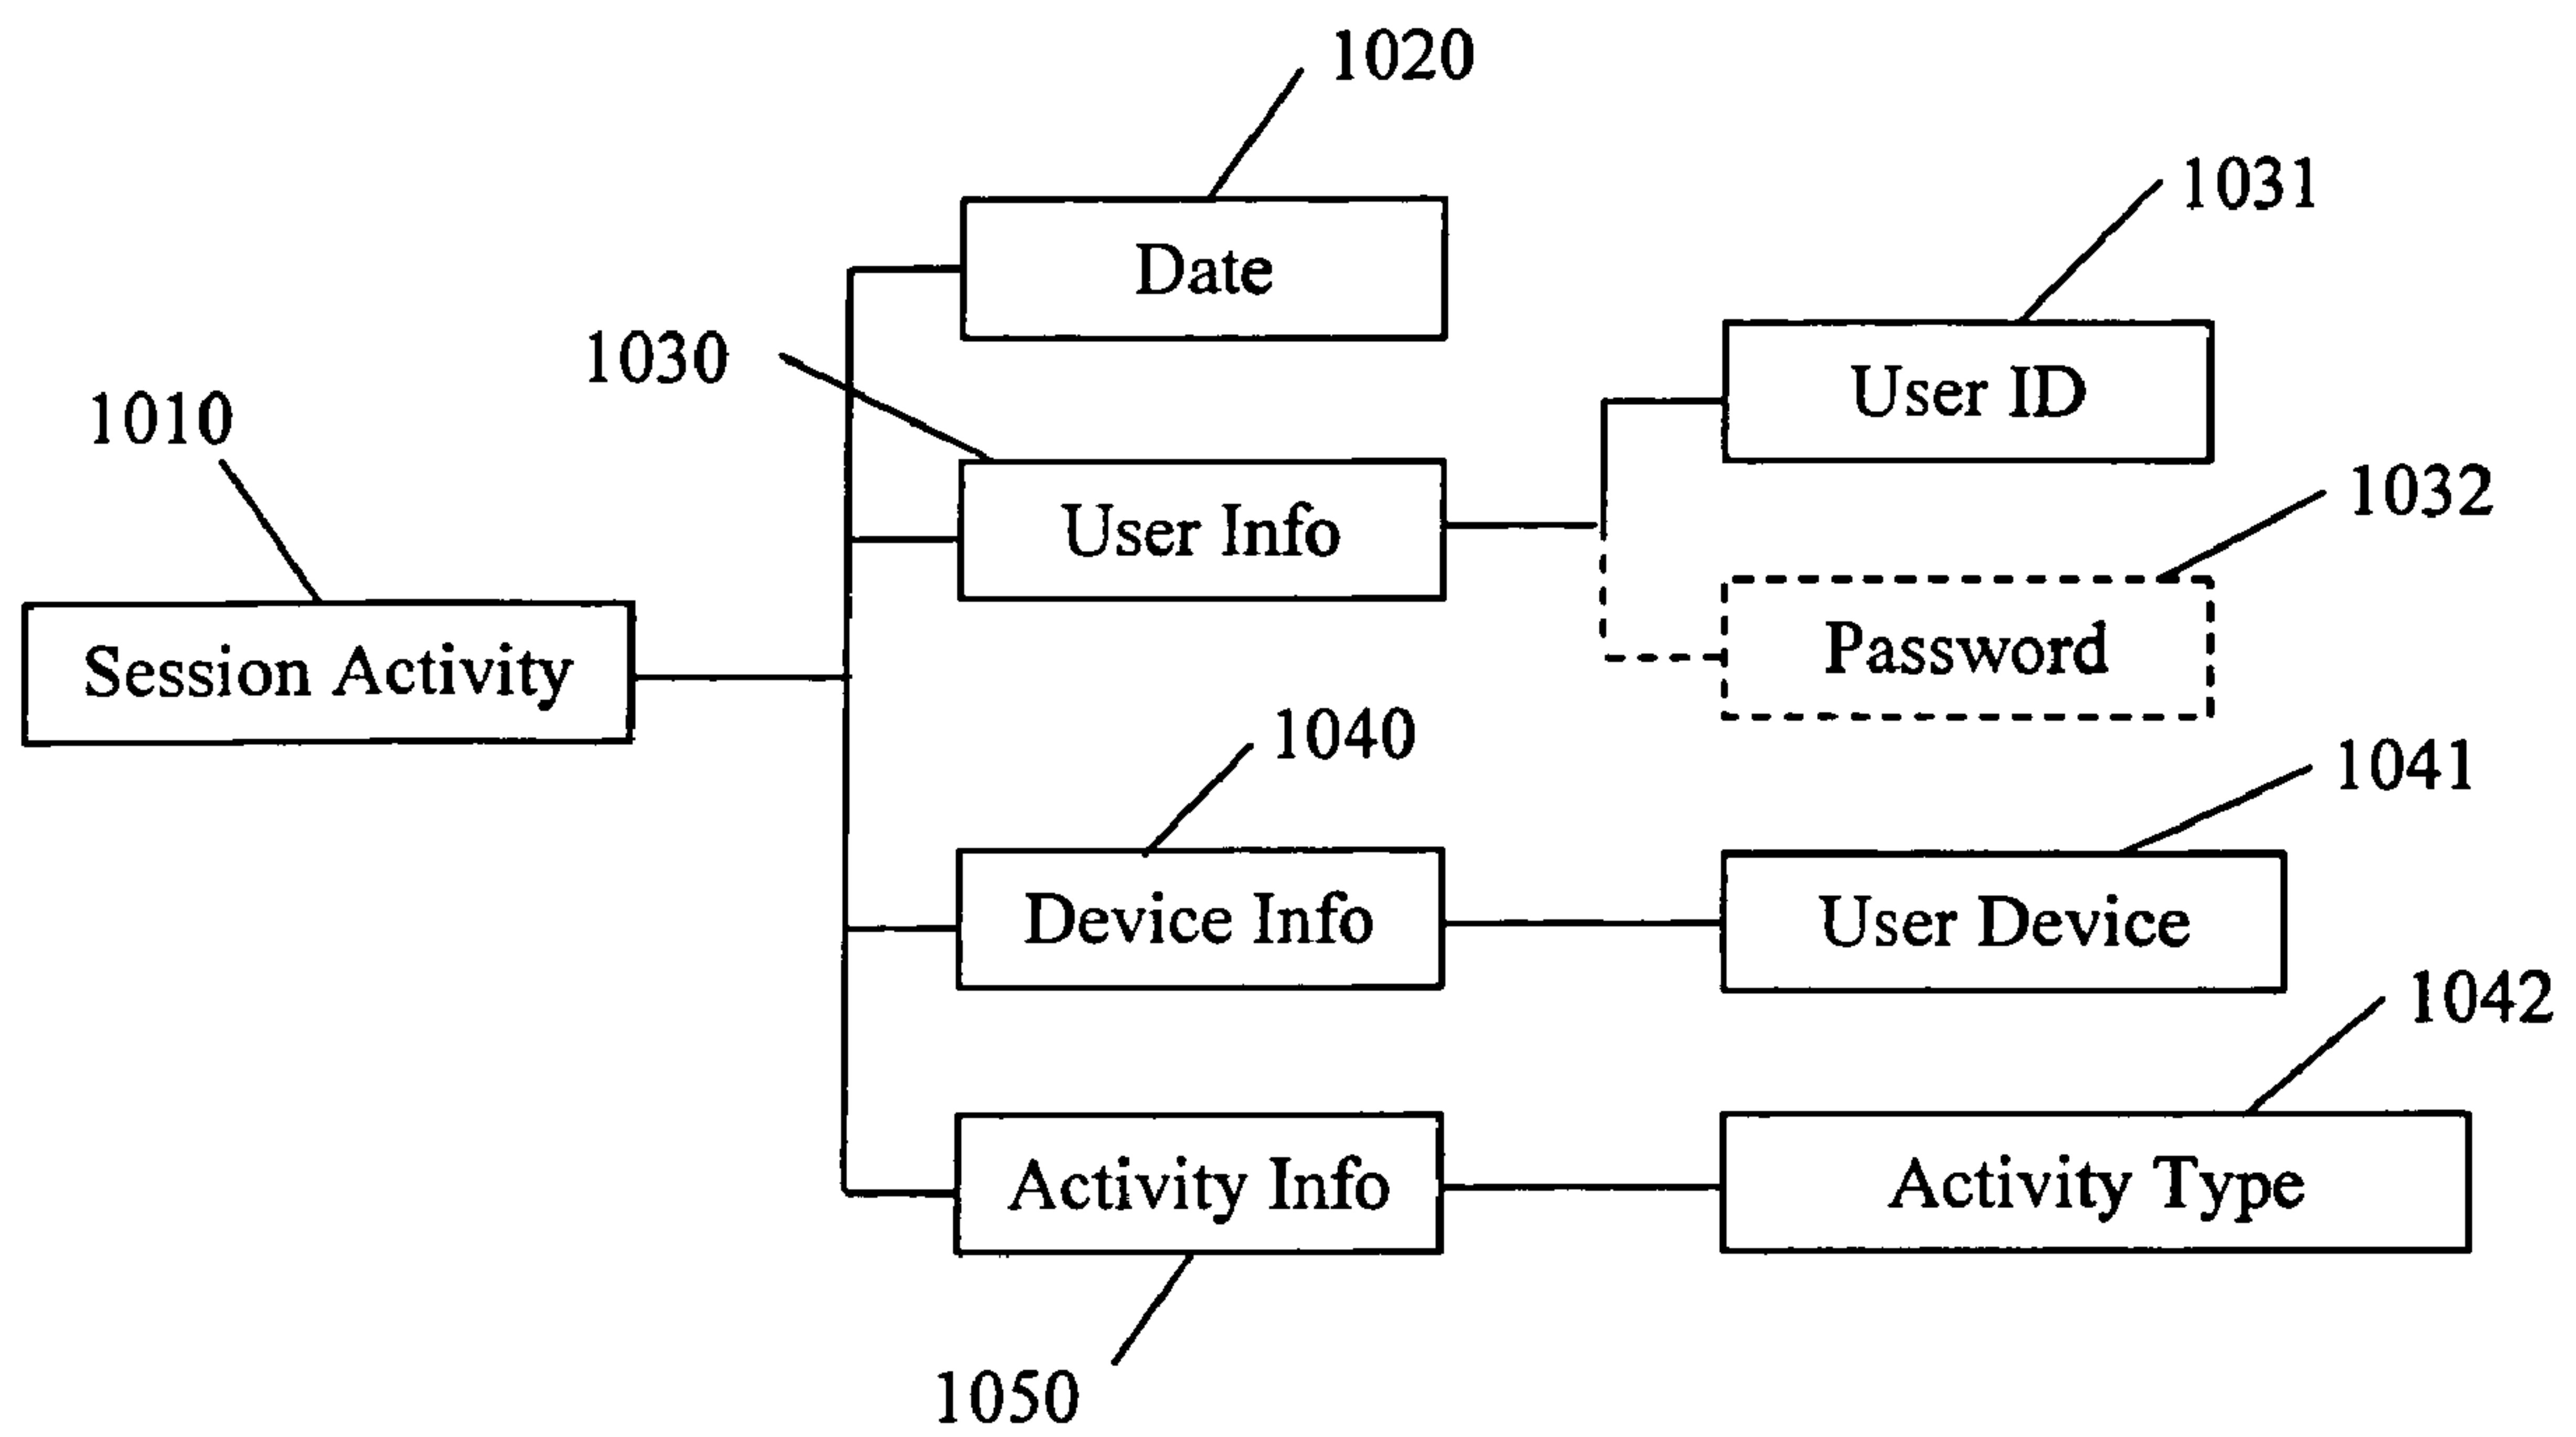 1020
Date
1031
User ID
1030
User Info
1032
Password
1010
Session Activity
1040
Device Info
1041
User Device
1042
Activity Info
Activity Type
1050